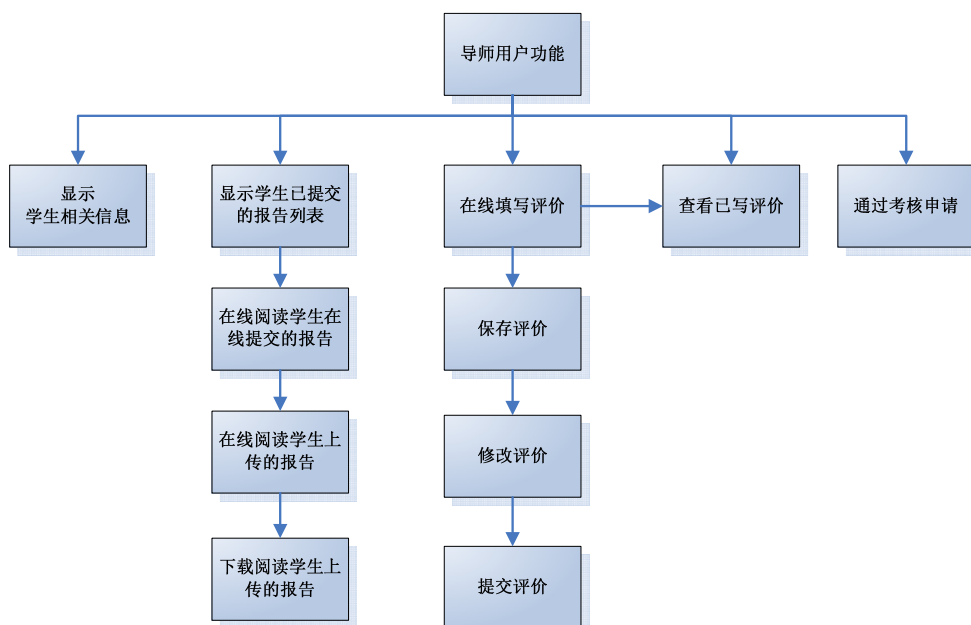 导师用户功能
显示
学生相关信息
显示学生已提交
的报告列表
在线填写评价
查看已写评价
通过考核申请
在线阅读学生在
线提交的报告
保存评价
在线阅读学生上
传的报告
修改评价
下载阅读学生上
传的报告
提交评价